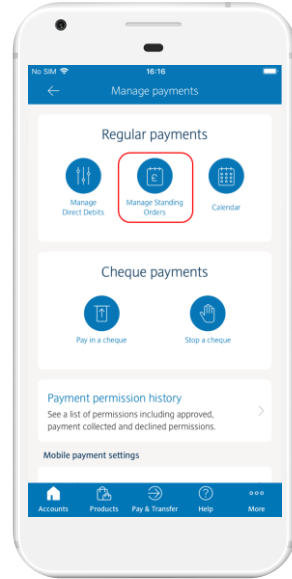 No SIM 16:16
Manage payments
Regular payments
Manage Direct Debits
Manage Standing Orders
£
Calendar
Cheque payments
Pay in a cheque
Stop a cheque
Payment permission history
See a list of permissions including approved,
payment collected and declined permissions.
Mobile payment settings
Accounts Products Pay & Transfer Help More